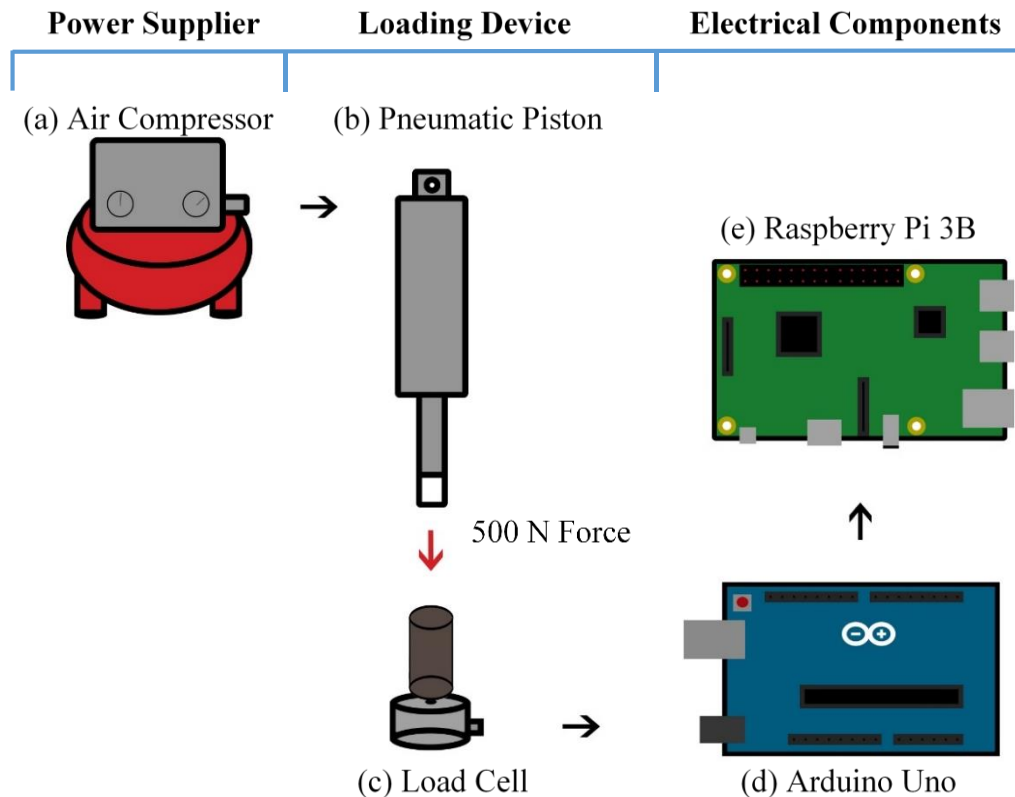 Power Supplier
Loading Device
Electrical Components
(a) Air Compressor
(b) Pneumatic Piston
(e) Raspberry Pi 3B
500 N Force
(c) Load Cell
(d) Arduino Uno